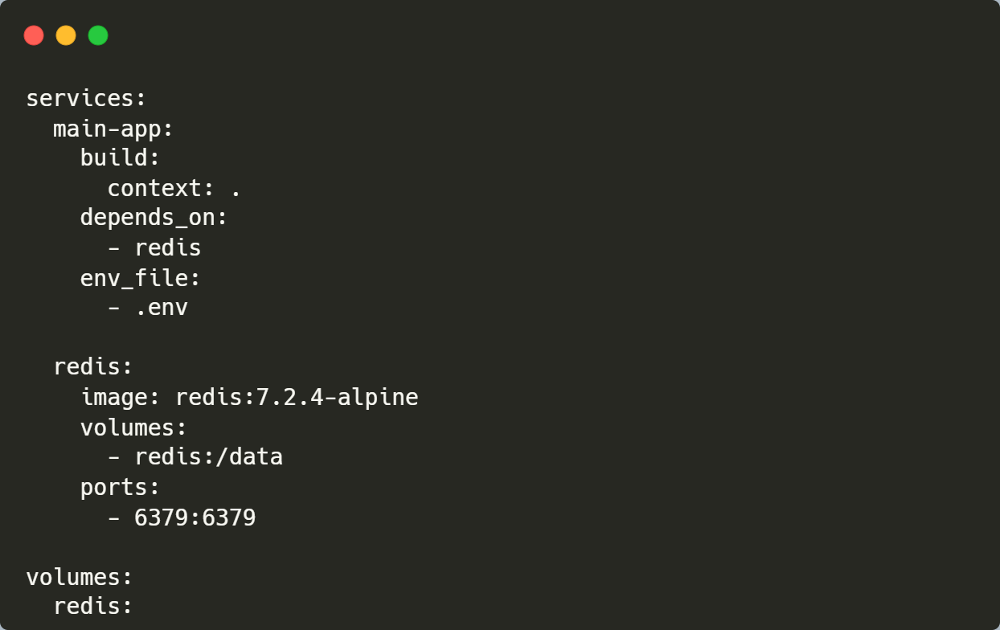 services:
  main-app:
    build:
      context: .
    depends_on:
      - redis
    env_file:
      - .env

  redis:
    image: redis:7.2.4-alpine
    volumes:
      - redis:/data
    ports:
      - 6379:6379

volumes:
  redis: